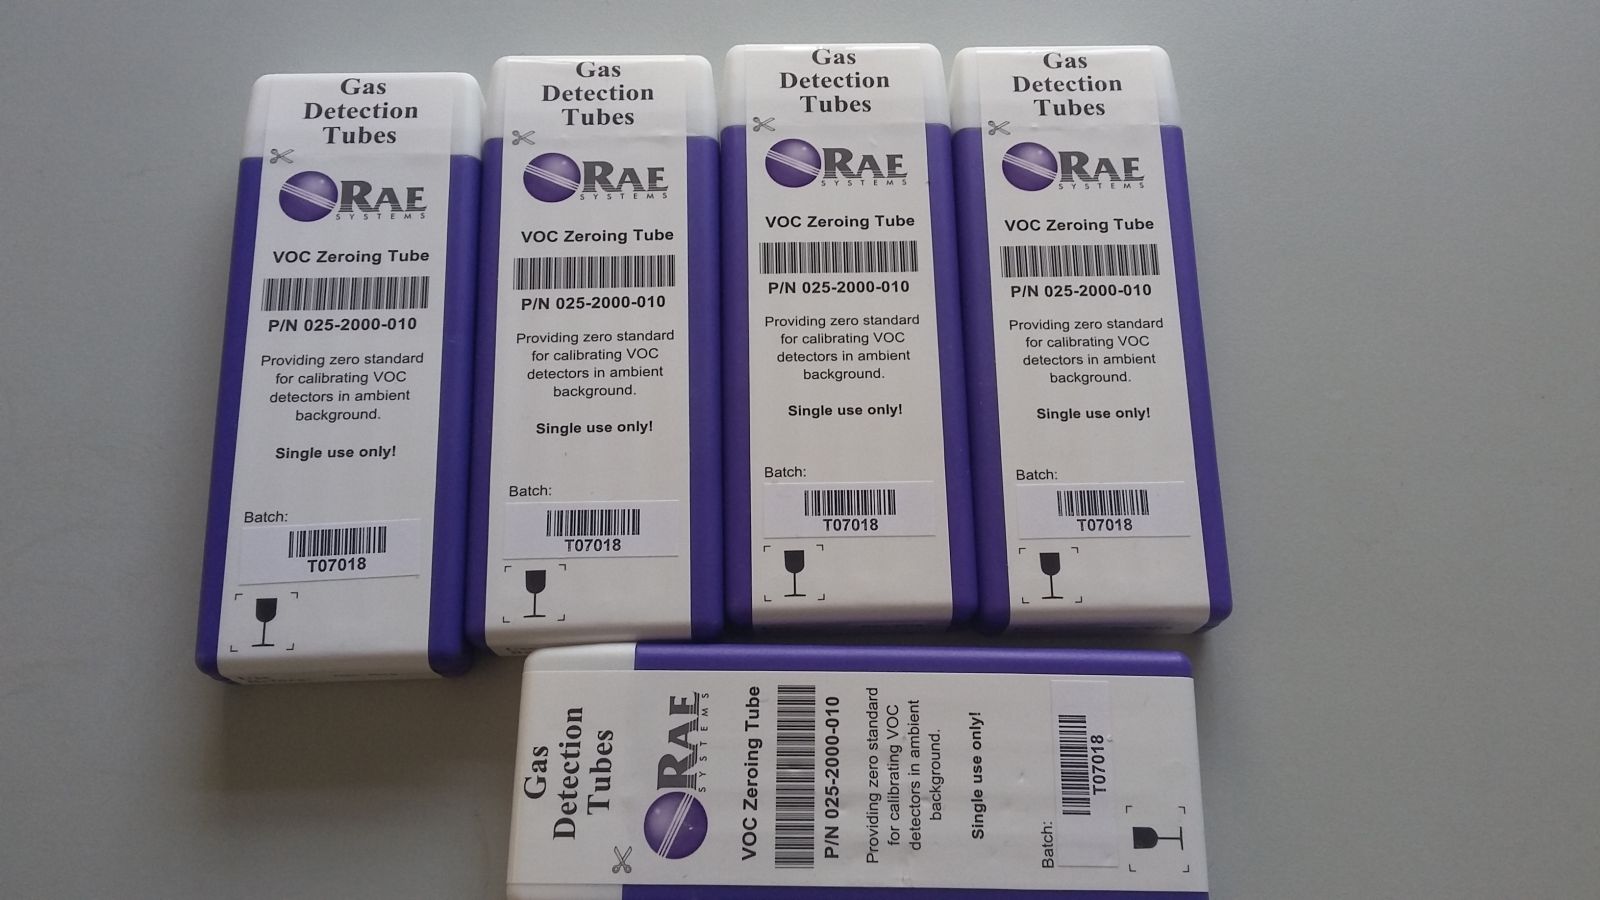 Gas
Detection
Tubes
RAE
SYSTEMS
VOC Zeroing Tube
P/N 025-2000-010
Providing zero standard
for calibrating VOC
detectors in ambient
background.
Single use only!
Batch:
T07018
Gas
Detection
Tubes
RAE
SYSTEMS
VOC Zeroing Tube
P/N 025-2000-010
Providing zero standard
for calibrating VOC
detectors in ambient
background.
Single use only!
Batch:
T07018
Gas
Detection
Tubes
RAE
SYSTEMS
VOC Zeroing Tube
P/N 025-2000-010
Providing zero standard
for calibrating VOC
detectors in ambient
background.
Single use only!
Batch:
T07018
Gas
Detection
Tubes
RAE
SYSTEMS
VOC Zeroing Tube
P/N 025-2000-010
Providing zero standard
for calibrating VOC
detectors in ambient
background.
Single use only!
Batch:
T07018
Gas
Detection
Tubes
RAE
SYSTEMS
VOC Zeroing Tube
P/N 025-2000-010
Providing zero standard
for calibrating VOC
detectors in ambient
background.
Single use only!
Batch:
T07018